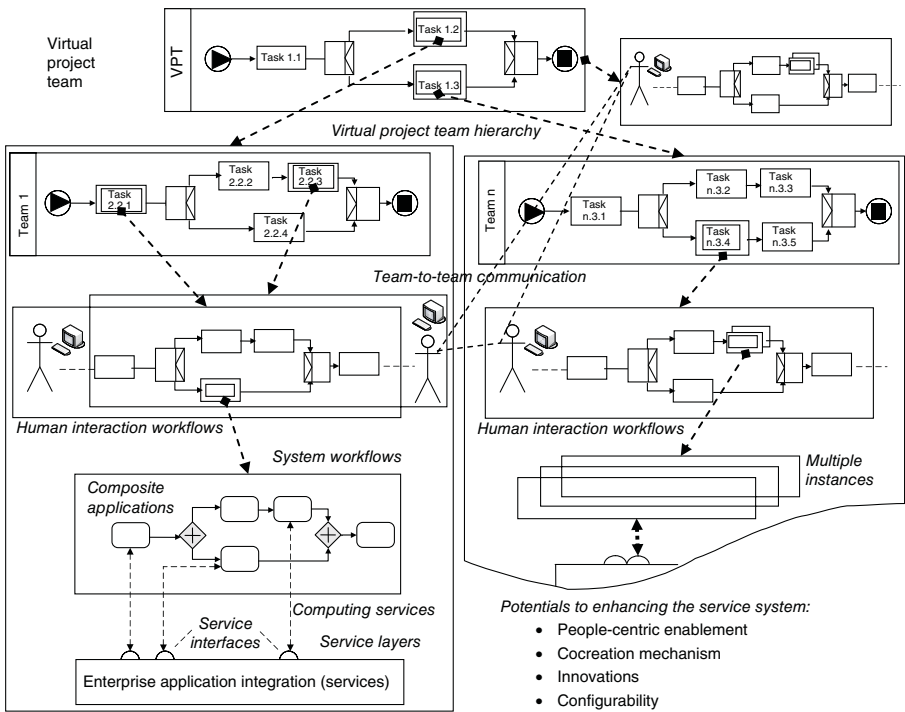 Virtual
project
team
VPT
Task 1.1
Task 1.2
Task 1.3
Virtual project team hierarchy
Team 1
Task
2.2.1
Task
2.2.2
Task
2.2.3
Task
2.2.4
Team n
Task
n.3.1
Task
n.3.2
Task
n.3.3
Task
n.3.4
Task
n.3.5
Team-to-team communication
Human interaction workflows
Human interaction workflows
System workflows
Multiple
instances
Composite
applications
Computing services
Service
interfaces
Service layers
Enterprise application integration (services)
Potentials to enhancing the service system:
• People-centric enablement
• Cocreation mechanism
• Innovations
• Configurability